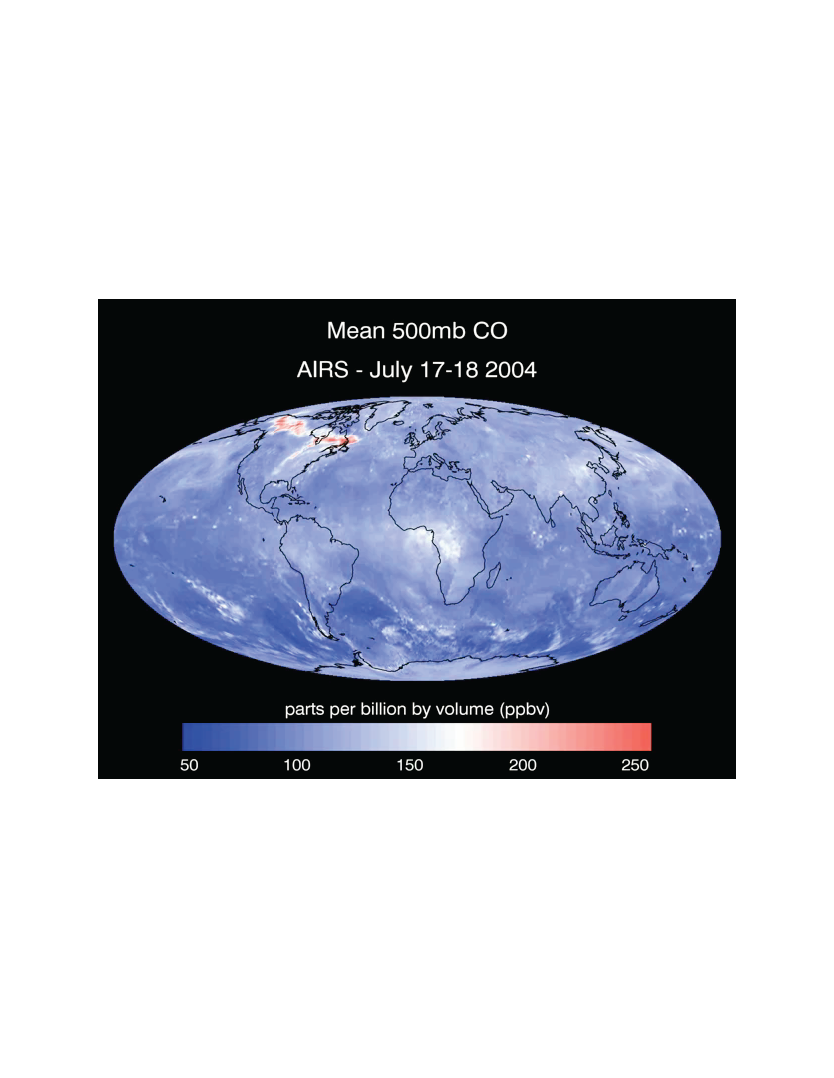 Mean 500mb CO
AIRS - July 17-18 2004
parts per billion by volume (ppbv)
50 100 150 200 250